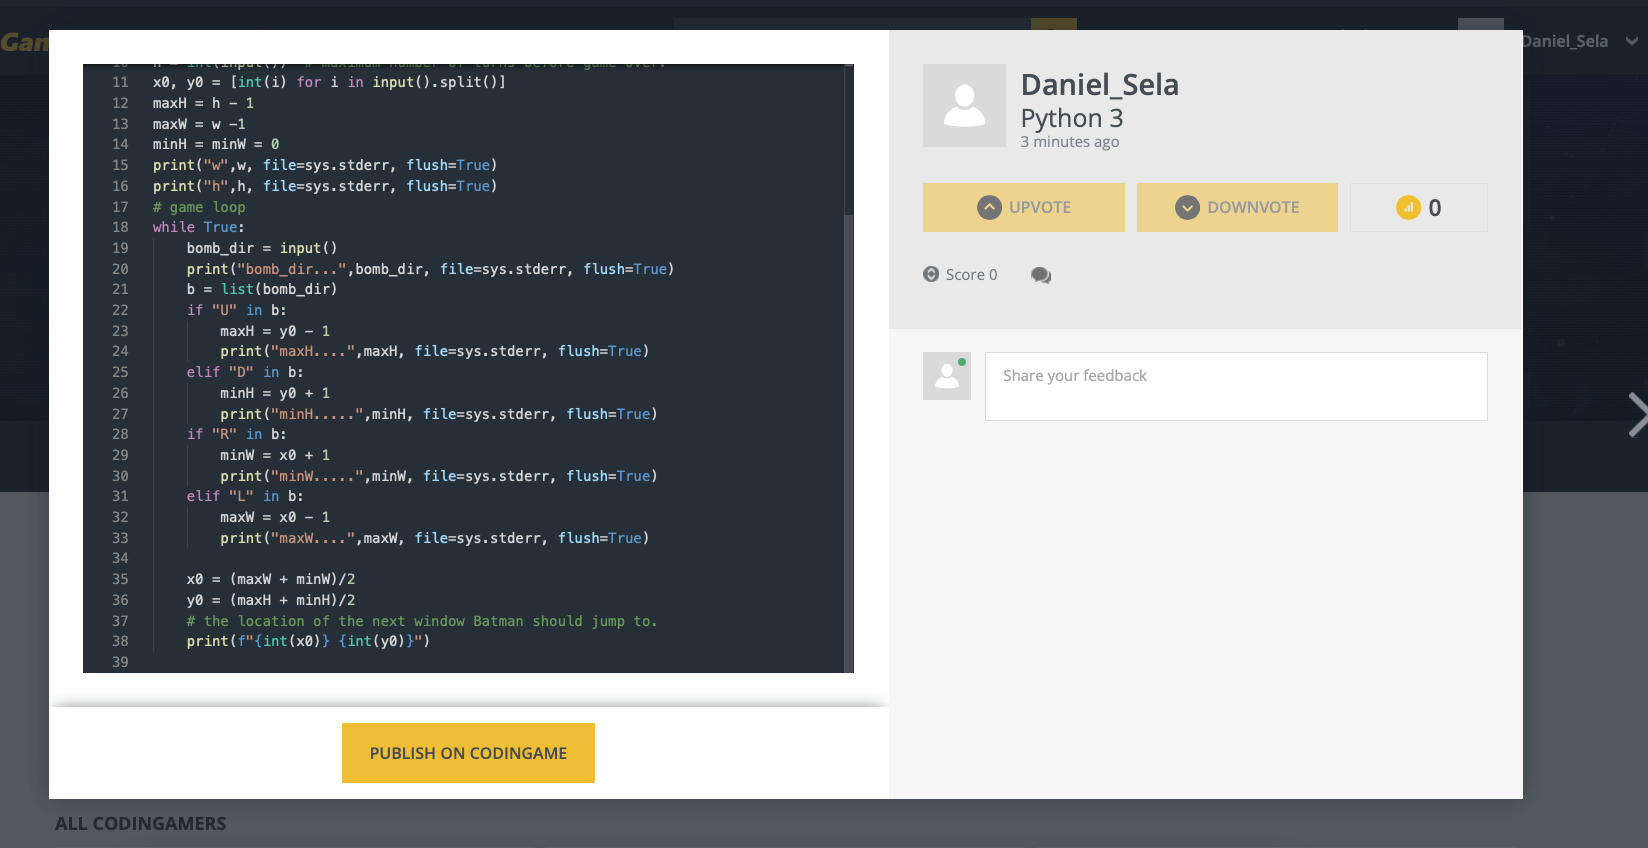 Gam
Daniel_Sela
10 n = int(input())  # maximum number of turns before game over.
11 x0, y0 = [int(i) for i in input().split()]
12 maxH = h - 1
13 maxW = w -1
14 minH = minW = 0
15 print("w",w, file=sys.stderr, flush=True)
16 print("h",h, file=sys.stderr, flush=True)
17 # game loop
18 while True:
19     bomb_dir = input()
20     print("bomb_dir...",bomb_dir, file=sys.stderr, flush=True)
21     b = list(bomb_dir)
22     if "U" in b:
23         maxH = y0 - 1
24         print("maxH....",maxH, file=sys.stderr, flush=True)
25     elif "D" in b:
26         minH = y0 + 1
27         print("minH.....",minH, file=sys.stderr, flush=True)
28     if "R" in b:
29         minW = x0 + 1
30         print("minW.....",minW, file=sys.stderr, flush=True)
31     elif "L" in b:
32         maxW = x0 - 1
33         print("maxW....",maxW, file=sys.stderr, flush=True)
34
35     x0 = (maxW + minW)/2
36     y0 = (maxH + minH)/2
37     # the location of the next window Batman should jump to.
38     print(f"{int(x0)} {int(y0)}")
39
PUBLISH ON CODINGAME
Daniel_Sela
Python 3
3 minutes ago
UPVOTE
DOWNVOTE
0
Score 0
Share your feedback
ALL CODINGAMERS